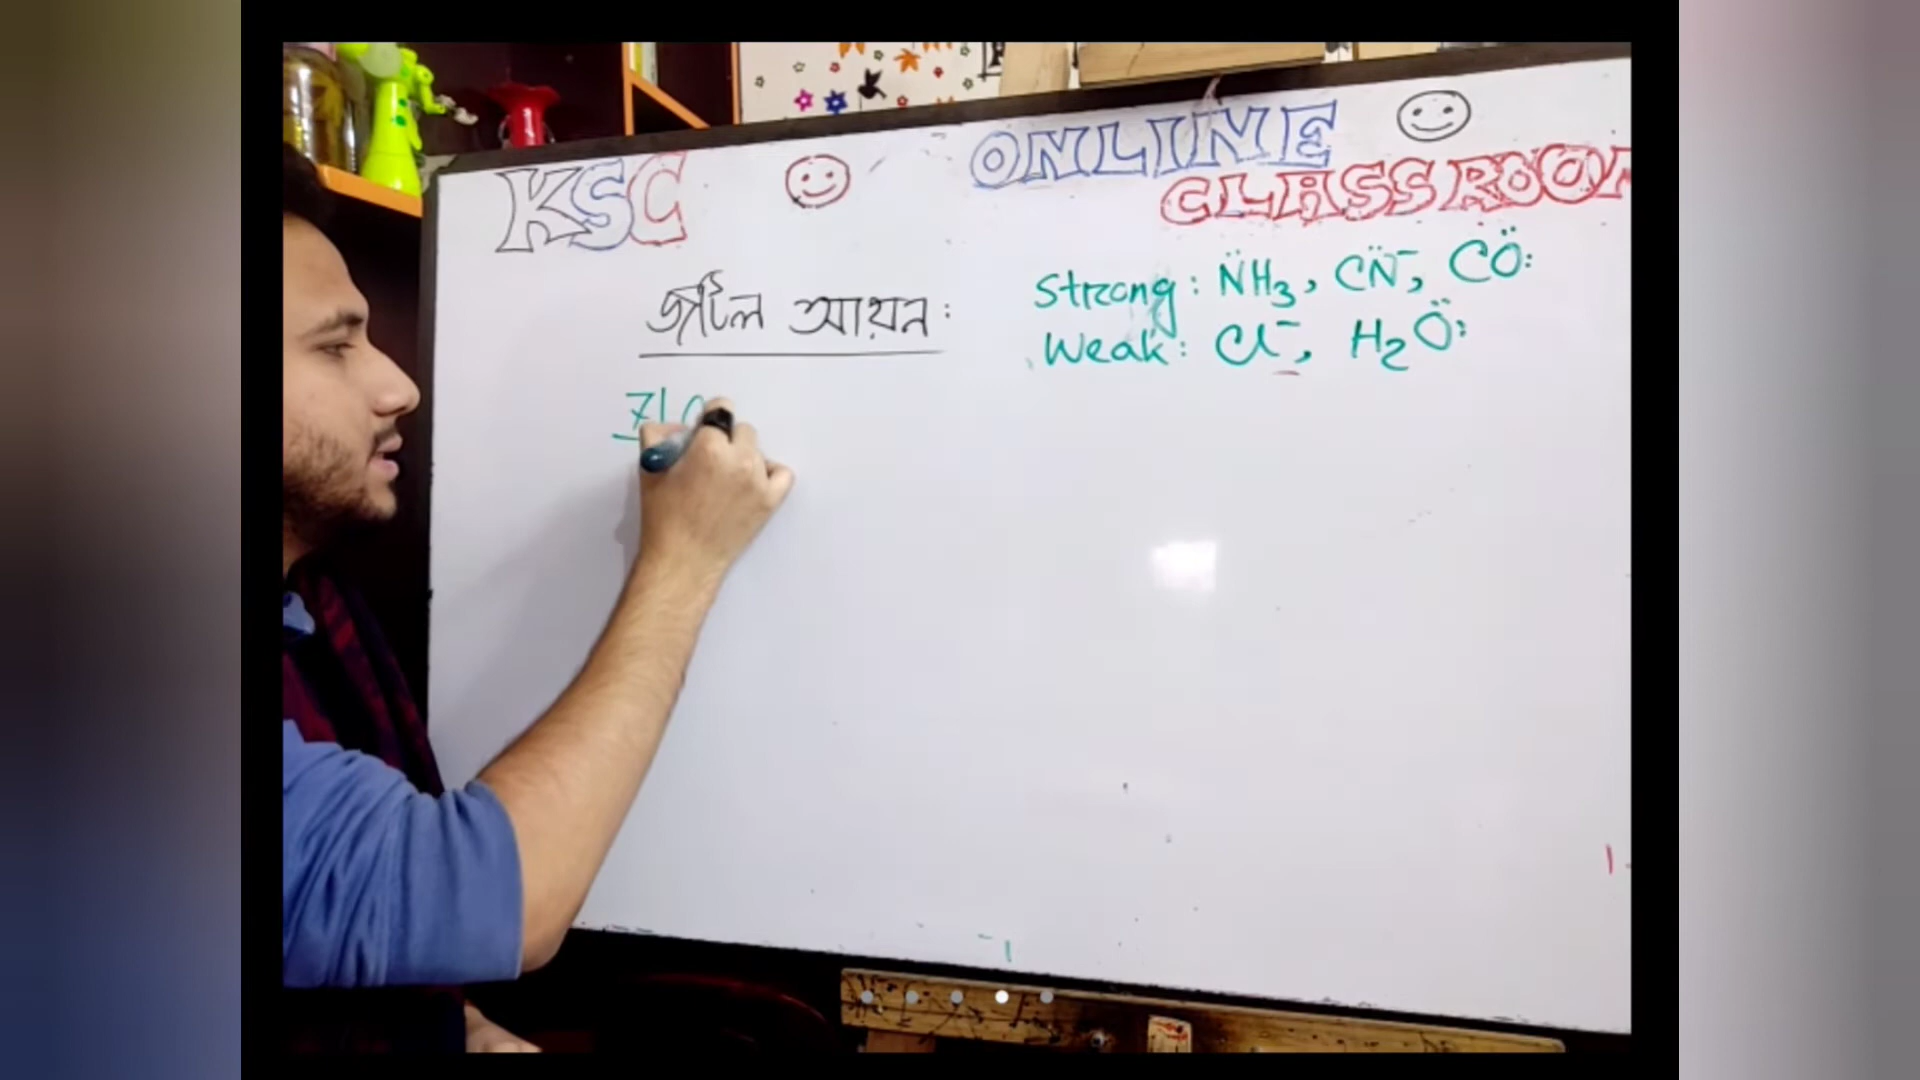 KSC
ONLINE
CLASSROOM
জটিল আয়ন :
Strong : N̈H₃, CN̈⁻, CÖ:
Weak : Cl⁻, H₂Ö: